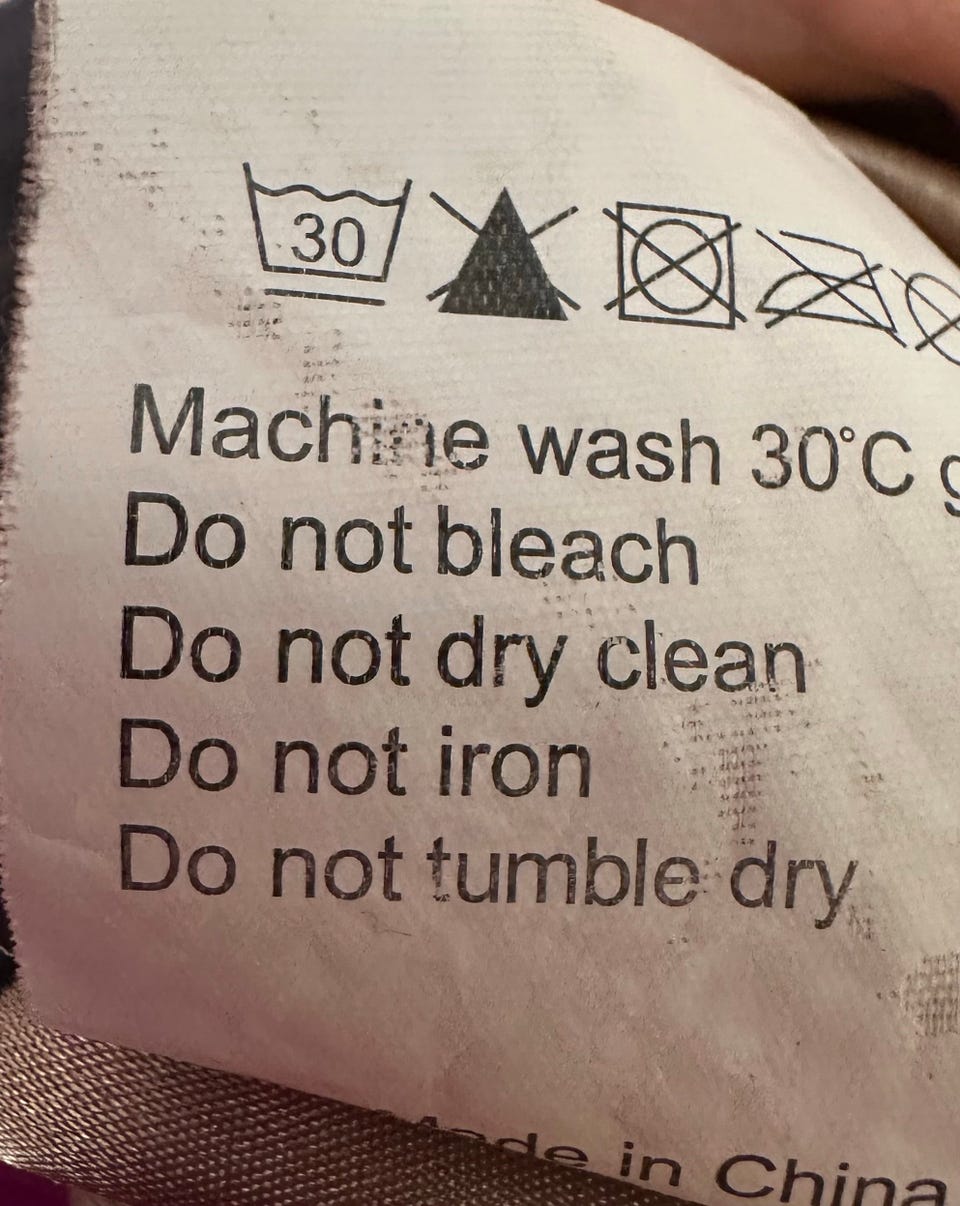 30
Machine wash 30°C g
Do not bleach
Do not dry clean
Do not iron
Do not tumble dry
Made in China